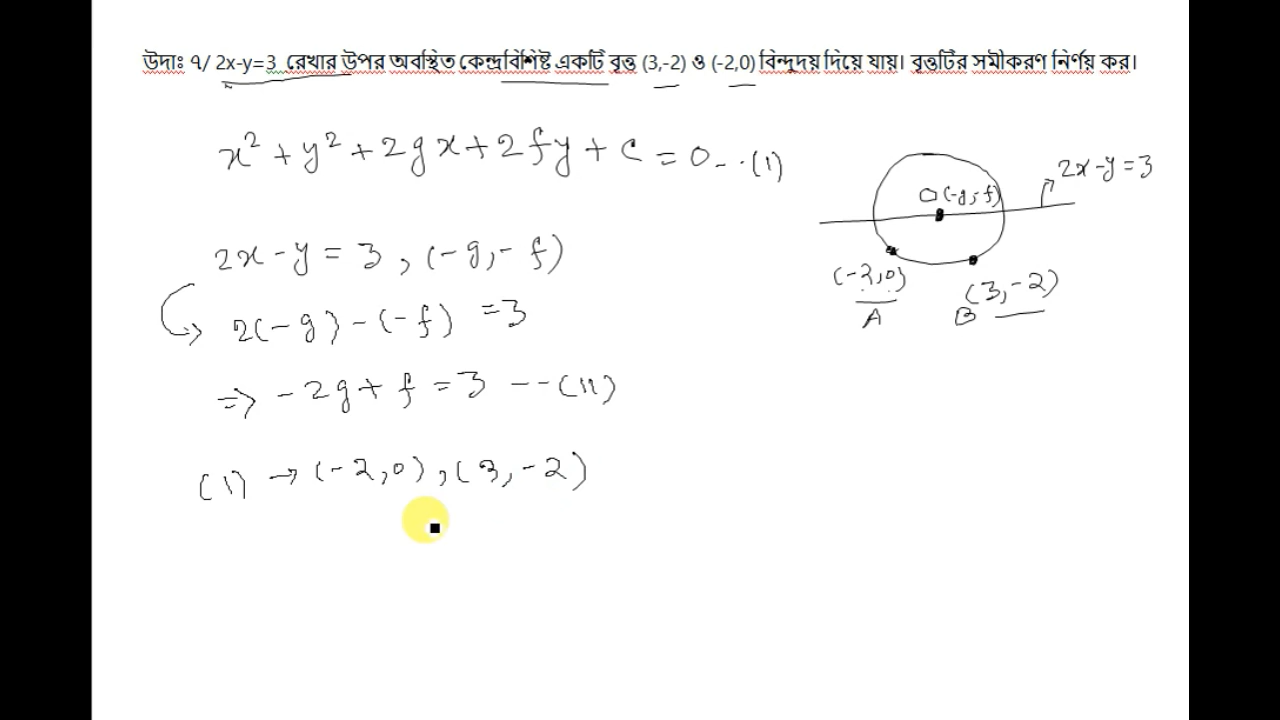 উদাঃ ৭/ 2x-y=3 রেখার উপর অবস্থিত কেন্দ্রবিশিষ্ট একটি বৃত্ত (3,-2) ও (-2,0) বিন্দুদয় দিয়ে যায়। বৃত্তটির সমীকরণ নির্ণয় কর।
x² + y² + 2gx + 2fy + c = 0 -- (1)
2x - y = 3
O (-g,-f)
2x - y = 3, (-g, - f)
(-2,0)
A
(3,-2)
B
2(-g) - (-f) = 3
=> - 2g + f = 3 -- (11)
(1) → (-2,0), (3,-2)